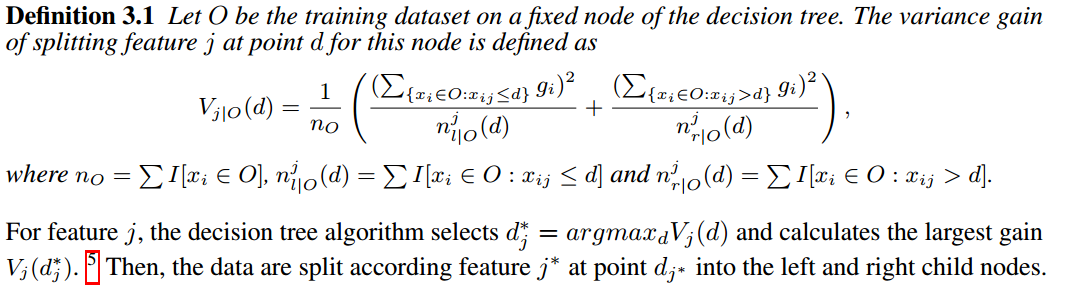 Definition 3.1 Let O be the training dataset on a fixed node of the decision tree. The variance gain
of splitting feature j at point d for this node is defined as
V_{j|O}(d) = \frac{1}{n_O} \left( \frac{(\sum_{\{x_i \in O : x_{ij} \le d\}} g_i)^2}{n^j_{l|O}(d)} + \frac{(\sum_{\{x_i \in O : x_{ij} > d\}} g_i)^2}{n^j_{r|O}(d)} \right),
where n_O = \sum I[x_i \in O], n^j_{l|O}(d) = \sum I[x_i \in O : x_{ij} \le d] and n^j_{r|O}(d) = \sum I[x_i \in O : x_{ij} > d].
For feature j, the decision tree algorithm selects d^*_j = argmax_d V_j(d) and calculates the largest gain
V_j(d^*_j). ^5 Then, the data are split according feature j^* at point d_{j^*} into the left and right child nodes.